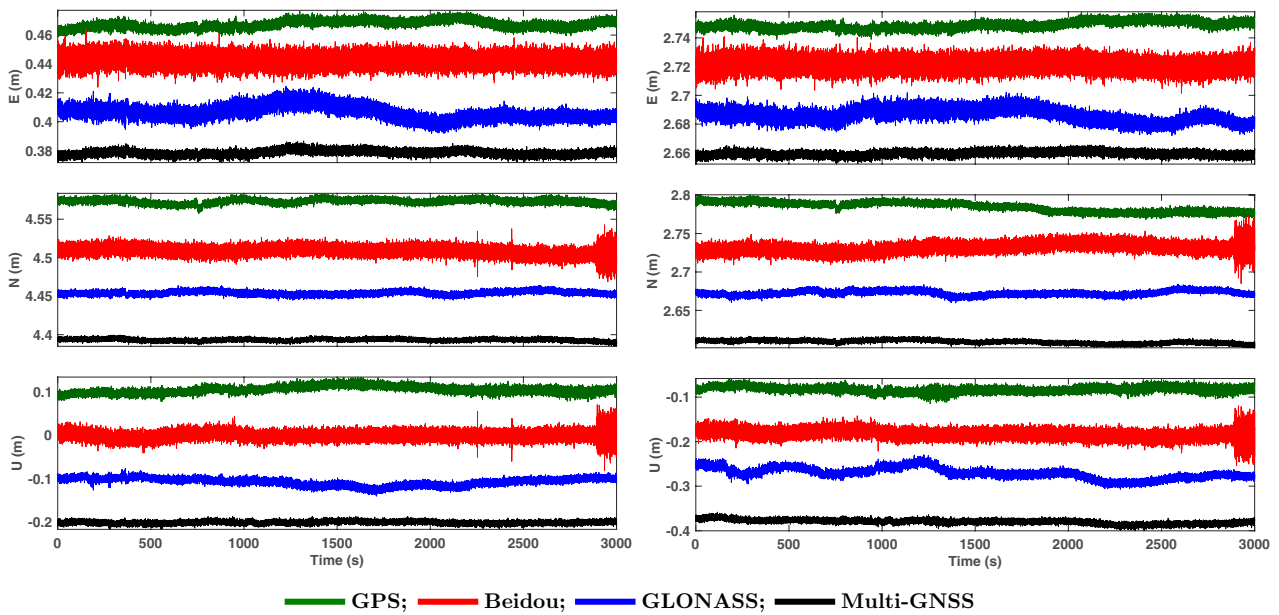 0.46
0.44
0.42
0.4
0.38
E (m)
4.55
4.5
4.45
4.4
N (m)
0.1
0
-0.1
-0.2
U (m)
0 500 1000 1500 2000 2500 3000
Time (s)
2.74
2.72
2.7
2.68
2.66
E (m)
2.8
2.75
2.7
2.65
N (m)
-0.1
-0.2
-0.3
-0.4
U (m)
0 500 1000 1500 2000 2500 3000
Time (s)
GPS; Beidou; GLONASS; Multi-GNSS